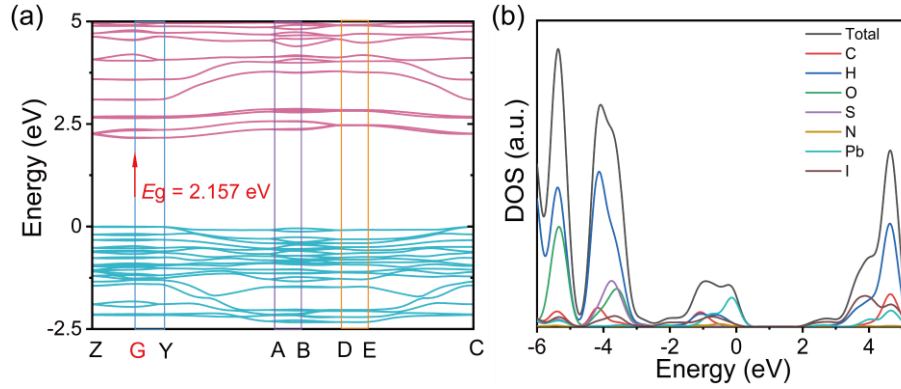 (a)
5
2.5
0
-2.5
Energy (eV)
Eg = 2.157 eV
Z G Y A B D E C
(b)
DOS (a.u.)
Total
C
H
O
S
N
Pb
I
-6 -4 -2 0 2 4
Energy (eV)